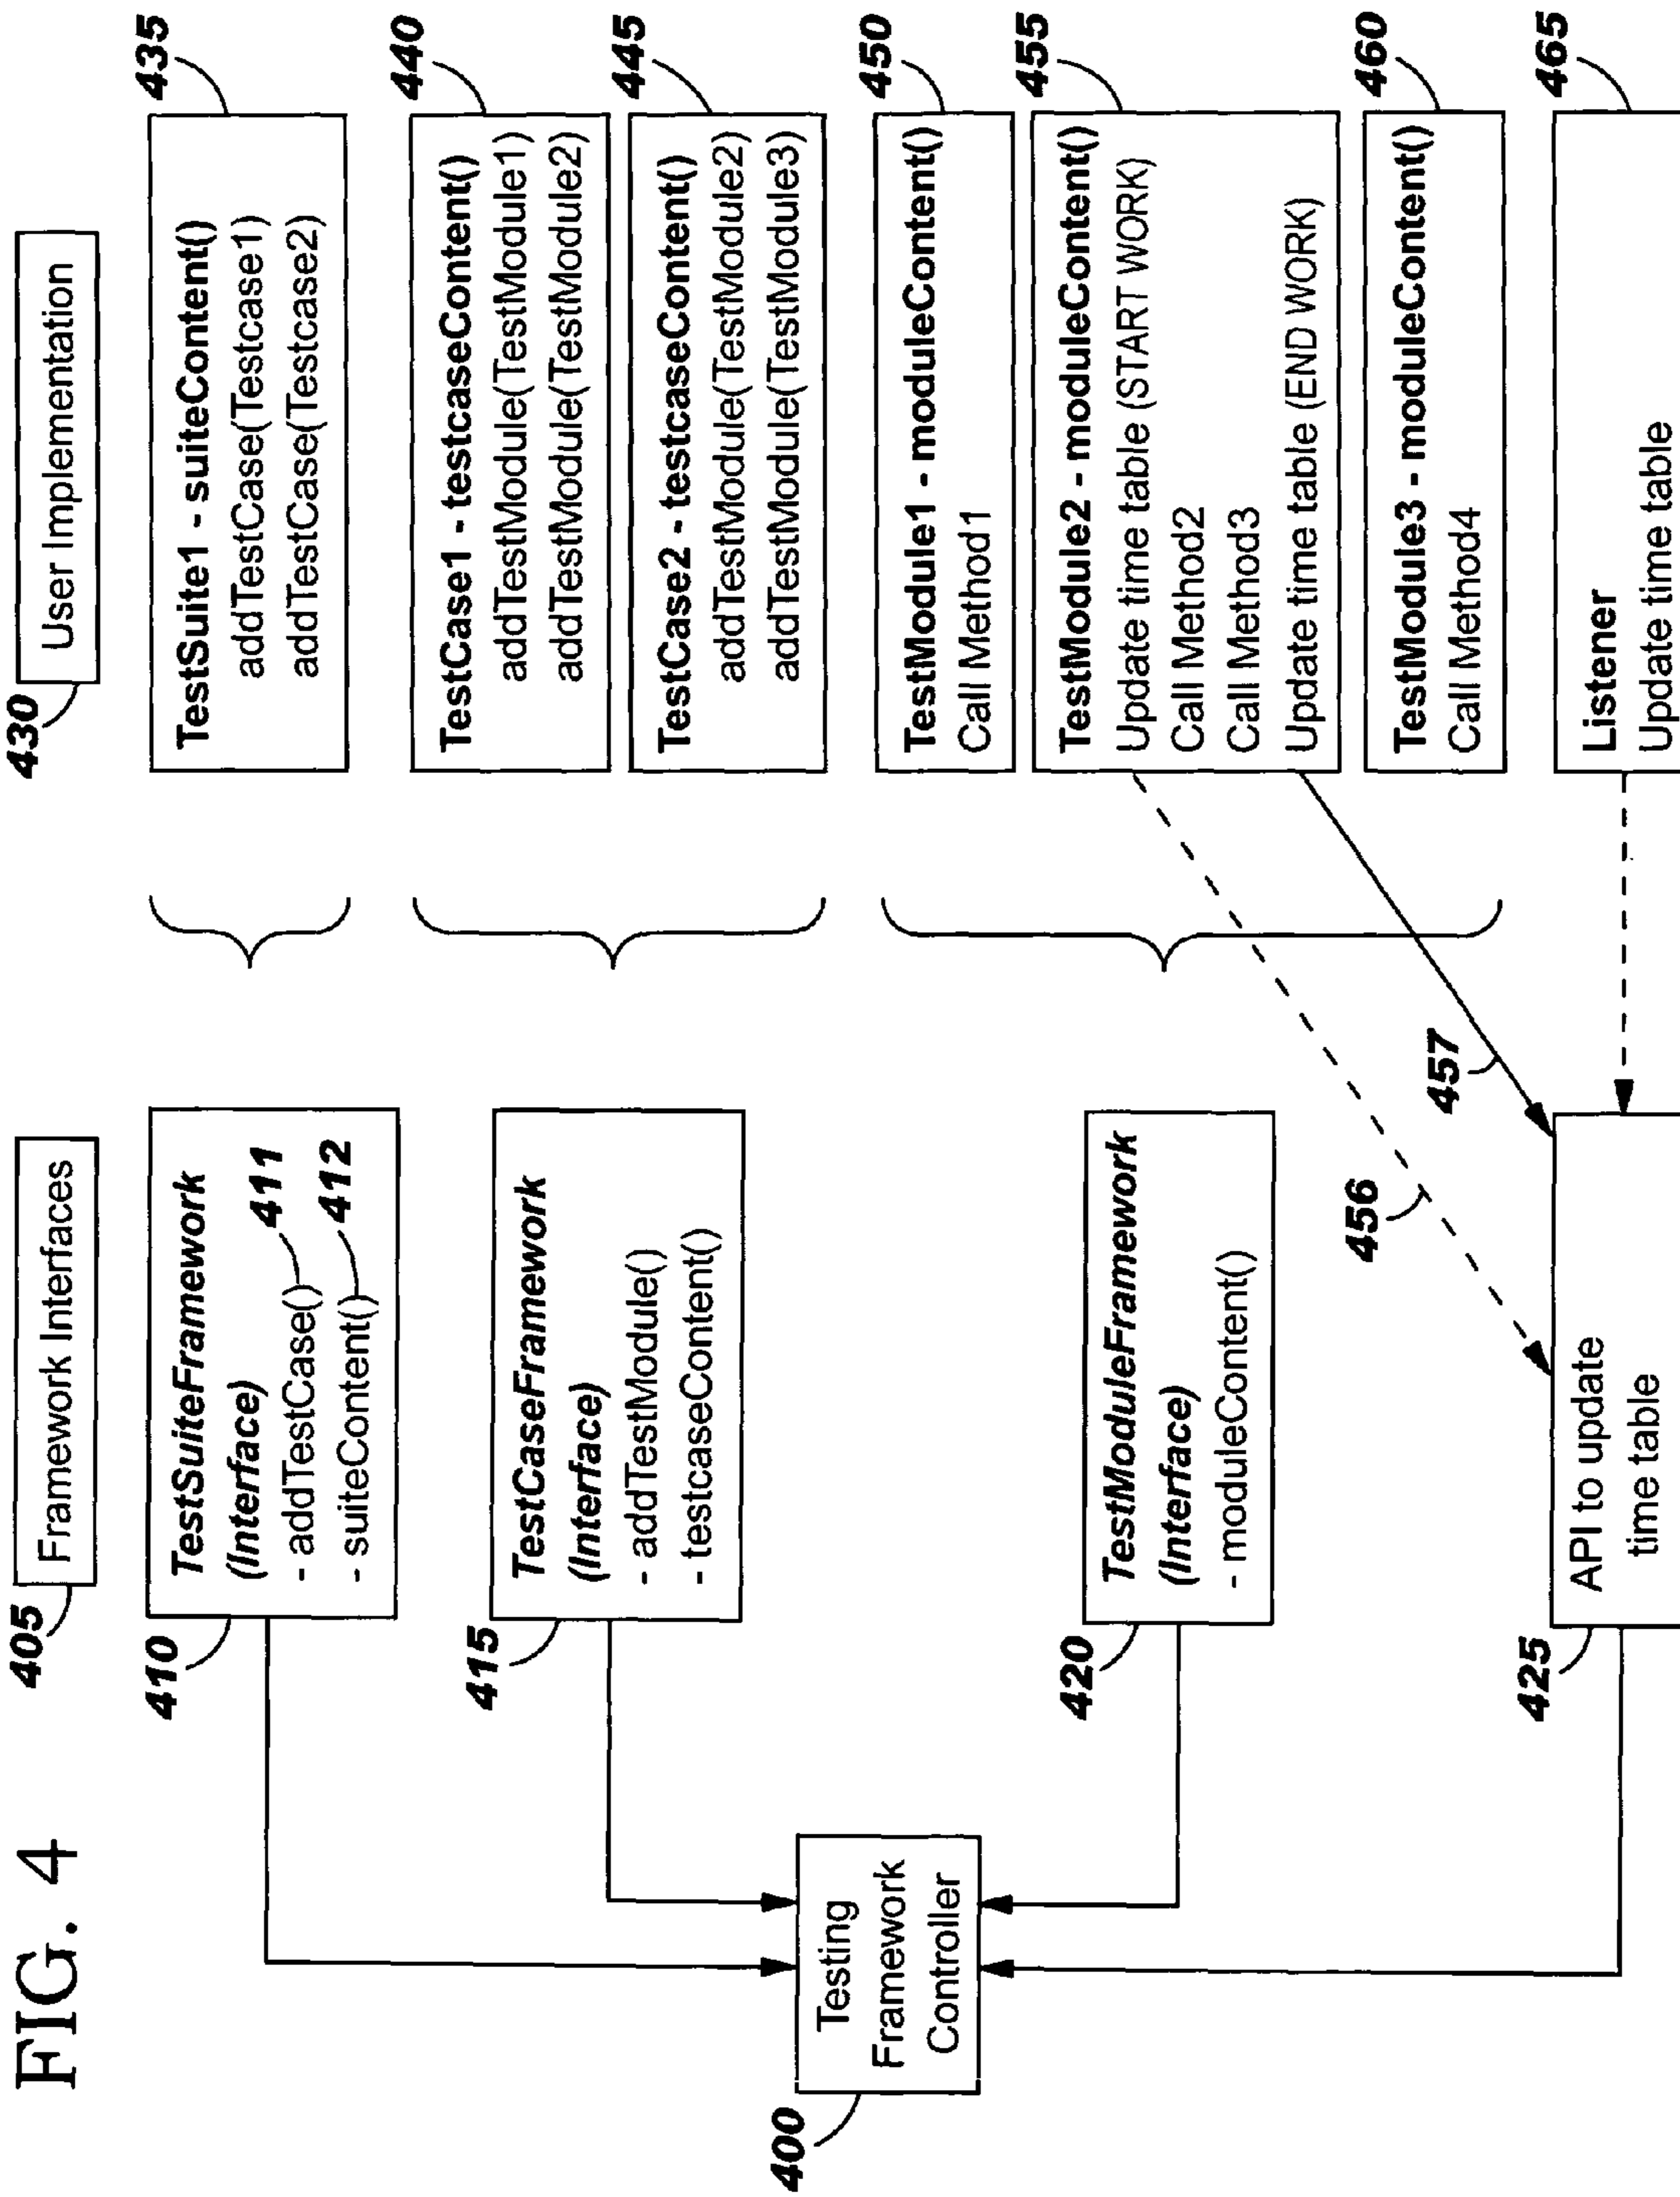 FIG. 4
405
Framework Interfaces
430
User Implementation
410
TestSuiteFramework
(Interface)
- addTestCase()
411
- suiteContent()
412
435
TestSuite1 - suiteContent()
addTestCase(Testcase1)
addTestCase(Testcase2)
415
TestCaseFramework
(Interface)
- addTestModule()
- testcaseContent()
440
TestCase1 - testcaseContent()
addTestModule(TestModule1)
addTestModule(TestModule2)
445
TestCase2 - testcaseContent()
addTestModule(TestModule2)
addTestModule(TestModule3)
400
Testing
Framework
Controller
420
TestModuleFramework
(Interface)
- moduleContent()
450
TestModule1 - moduleContent()
Call Method1
455
TestModule2 - moduleContent()
Update time table (START WORK)
Call Method2
Call Method3
Update time table (END WORK)
456
457
460
TestModule3 - moduleContent()
Call Method4
425
API to update
time table
465
Listener
Update time table